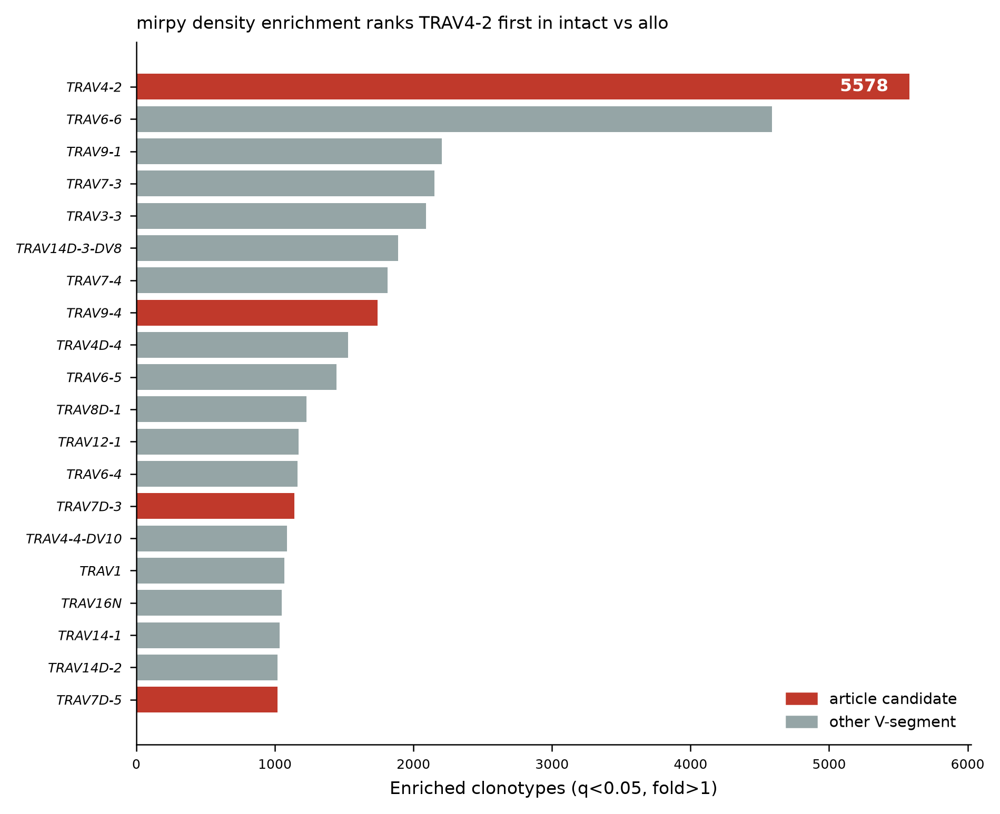 mirpy density enrichment ranks TRAV4-2 first in intact vs allo
TRAV4-2
5578
TRAV6-6
TRAV9-1
TRAV7-3
TRAV3-3
TRAV14D-3-DV8
TRAV7-4
TRAV9-4
TRAV4D-4
TRAV6-5
TRAV8D-1
TRAV12-1
TRAV6-4
TRAV7D-3
TRAV4-4-DV10
TRAV1
TRAV16N
TRAV14-1
TRAV14D-2
TRAV7D-5
article candidate
other V-segment
0 1000 2000 3000 4000 5000 6000
Enriched clonotypes (q<0.05, fold>1)